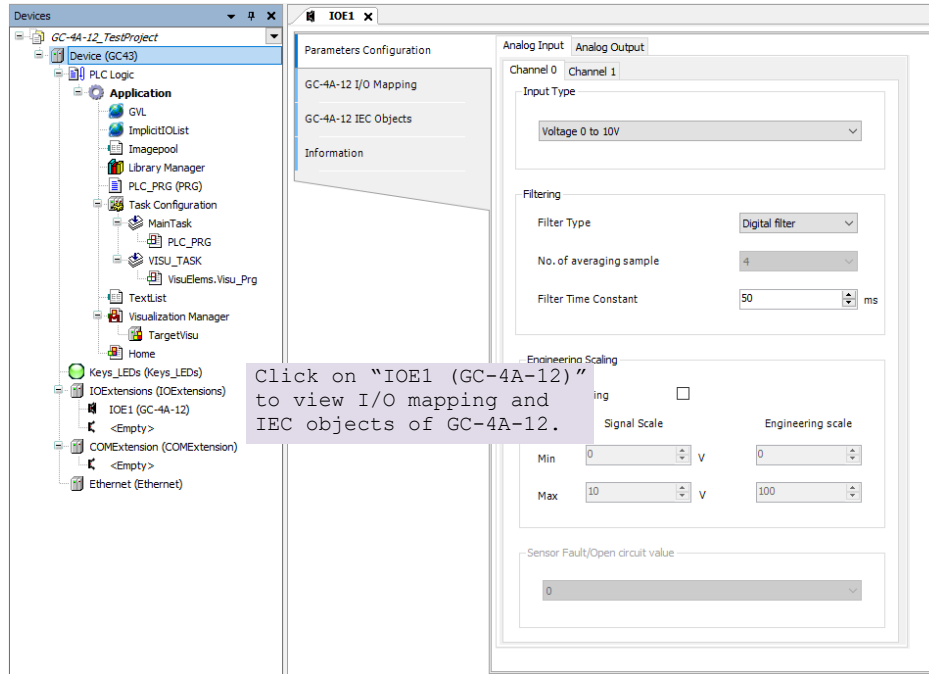 Devices
GC-4A-12_TestProject
Device (GC43)
PLC Logic
Application
GVL
ImplicitIOList
Imagepool
Library Manager
PLC_PRG (PRG)
Task Configuration
MainTask
PLC_PRG
VISU_TASK
VisuElems.Visu_Prg
TextList
Visualization Manager
TargetVisu
Home
Keys_LEDs (Keys_LEDs)
IOExtensions (IOExtensions)
IOE1 (GC-4A-12)
<Empty>
COMExtension (COMExtension)
<Empty>
Ethernet (Ethernet)
IOE1
Parameters Configuration
GC-4A-12 I/O Mapping
GC-4A-12 IEC Objects
Information
Analog Input Analog Output
Channel 0 Channel 1
Input Type
Voltage 0 to 10V
Filtering
Filter Type Digital filter
No. of averaging sample 4
Filter Time Constant 50 ms
Engineering Scaling
Signal Scale Engineering scale
Min 0 V 0
Max 10 V 100
Sensor Fault/Open circuit value
0
Click on “IOE1 (GC-4A-12)”
to view I/O mapping and
IEC objects of GC-4A-12.